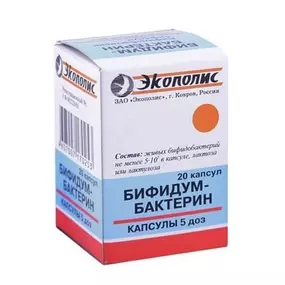 ЭКОПОЛИС
ЗАО "Экополис", г. Ковров, Россия
Состав: живых бифидобактерий
не менее 5·10⁷ в капсуле, лактоза
или лактулоза
20 капсул
БИФИДУМ-
БАКТЕРИН
КАПСУЛЫ 5 ДОЗ